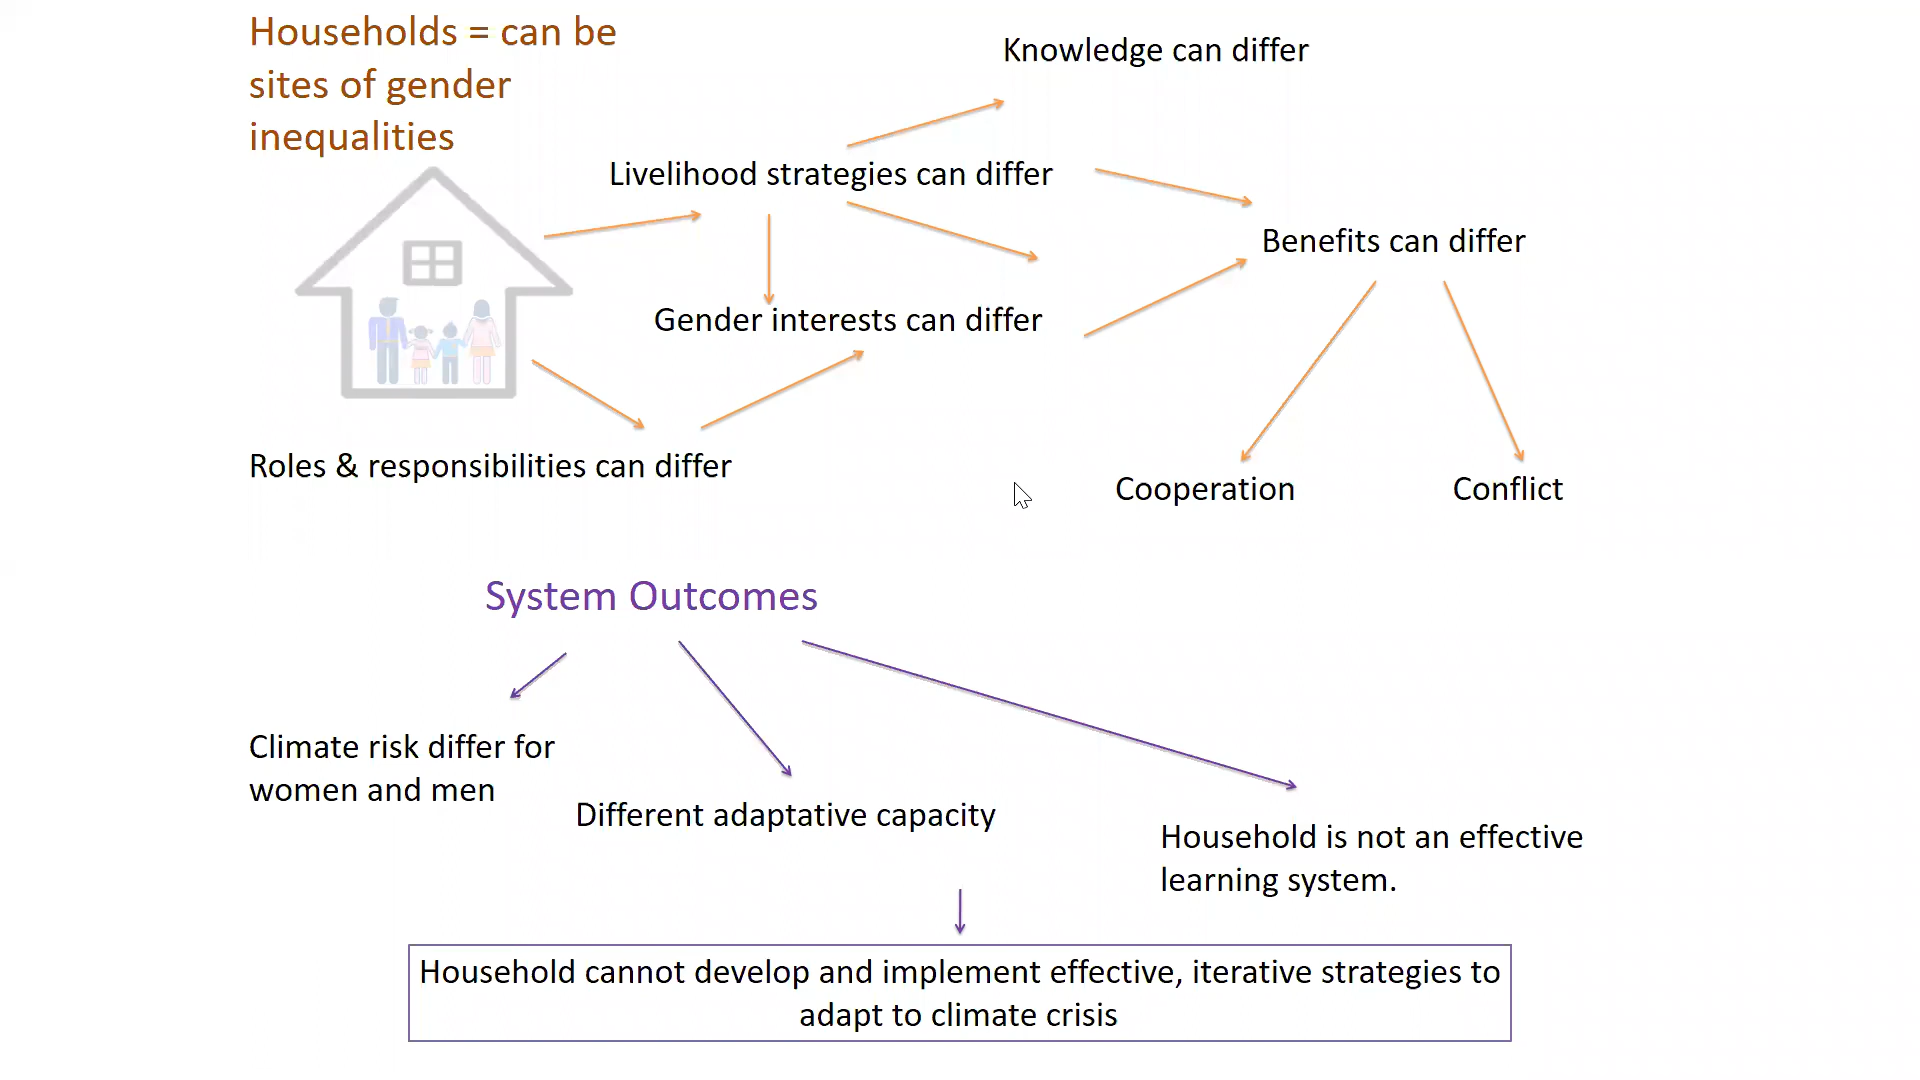 Households = can be
sites of gender
inequalities
Knowledge can differ
Livelihood strategies can differ
Benefits can differ
Gender interests can differ
Roles & responsibilities can differ
Cooperation
Conflict
System Outcomes
Climate risk differ for
women and men
Different adaptative capacity
Household is not an effective
learning system.
Household cannot develop and implement effective, iterative strategies to
adapt to climate crisis